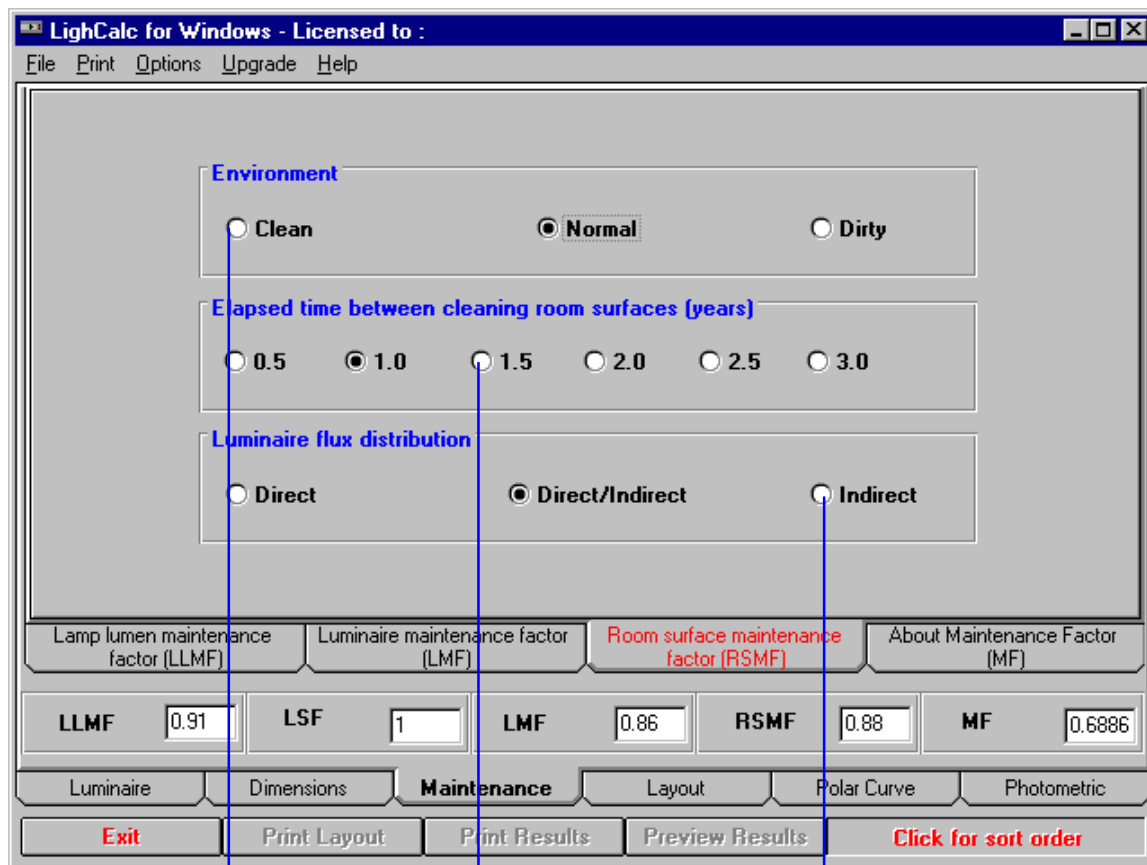 LighCalc for Windows - Licensed to :
File Print Options Upgrade Help
Environment
Clean Normal Dirty
Elapsed time between cleaning room surfaces (years)
0.5 1.0 1.5 2.0 2.5 3.0
Luminaire flux distribution
Direct Direct/Indirect Indirect
Lamp lumen maintenance factor (LLMF)
Luminaire maintenance factor (LMF)
Room surface maintenance factor (RSMF)
About Maintenance Factor (MF)
LLMF 0.91 LSF 1 LMF 0.86 RSMF 0.88 MF 0.6886
Luminaire Dimensions Maintenance Layout Polar Curve Photometric
Exit Print Layout Print Results Preview Results Click for sort order